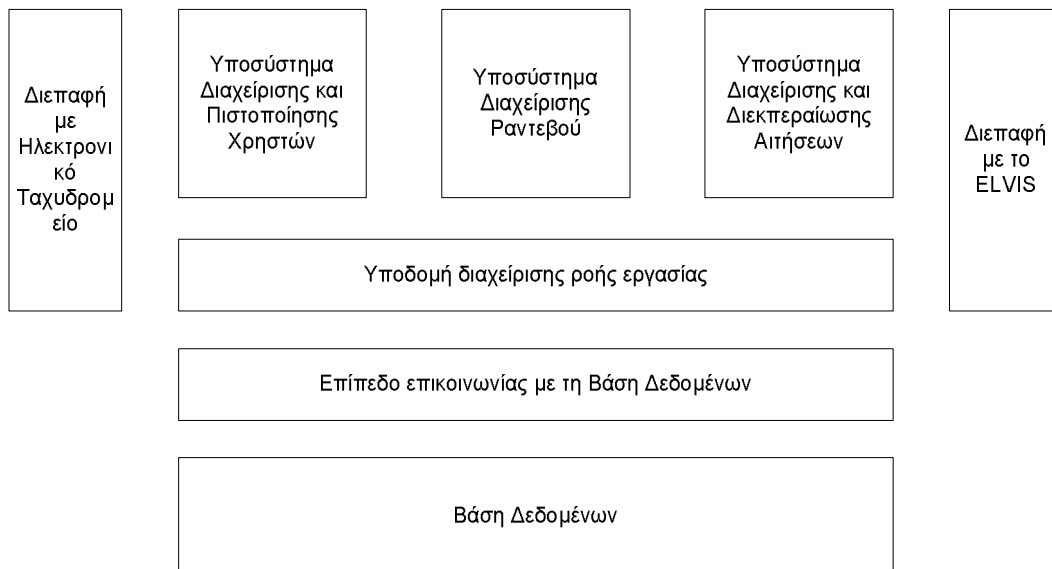 Διεπαφή
με
Ηλεκτρονι
κό
Ταχυδρομ
είο
Υποσύστημα
Διαχείρισης και
Πιστοποίησης
Χρηστών
Υποσύστημα
Διαχείρισης
Ραντεβού
Υποσύστημα
Διαχείρισης και
Διεκπεραίωσης
Αιτήσεων
Διεπαφή
με το
ELVIS
Υποδομή διαχείρισης ροής εργασίας
Επίπεδο επικοινωνίας με τη Βάση Δεδομένων
Βάση Δεδομένων